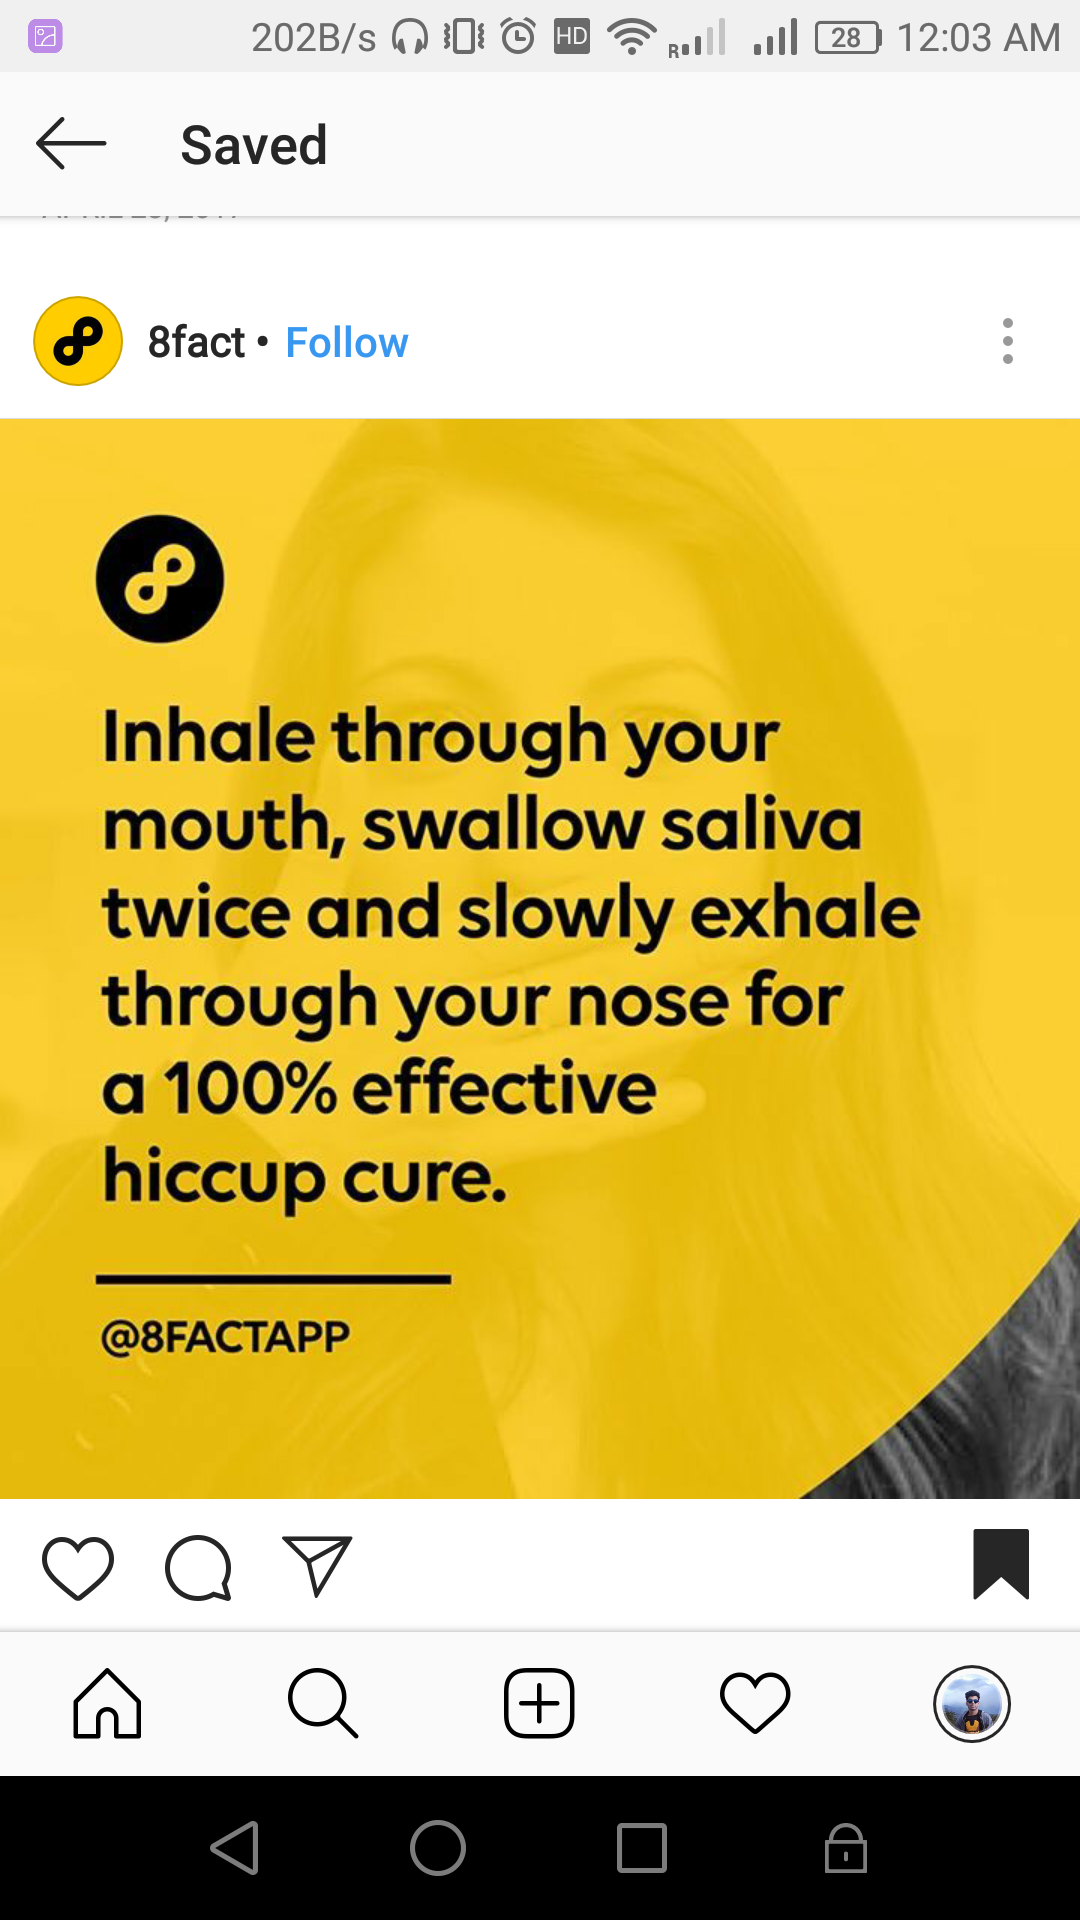 202B/s HD R 28 12:03 AM
Saved
8fact • Follow
Inhale through your
mouth, swallow saliva
twice and slowly exhale
through your nose for
a 100% effective
hiccup cure.
@8FACTAPP